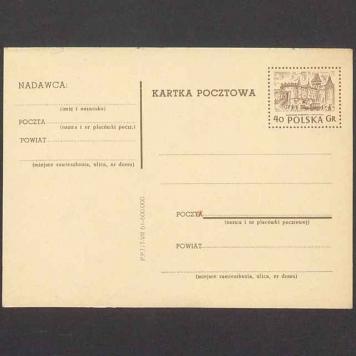 NADAWCA:
(imię i nazwisko)
POCZTA
(nazwa i nr placówki poczt.)
POWIAT
(miejsce zamieszkania, ulica, nr domu)
KARTKA POCZTOWA
40 POLSKA GR
POCZTA
(nazwa i nr placówki pocztowej)
POWIAT
(miejsce zamieszkania, ulica, nr domu)